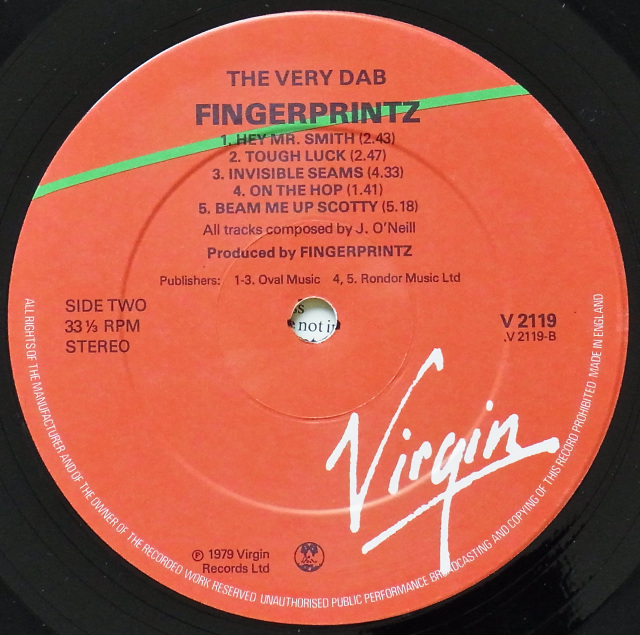 THE VERY DAB
FINGERPRINTZ
1. HEY MR. SMITH (2.43)
2. TOUGH LUCK (2.47)
3. INVISIBLE SEAMS (4.33)
4. ON THE HOP (1.41)
5. BEAM ME UP SCOTTY (5.18)
All tracks composed by J. O'Neill
Produced by FINGERPRINTZ
Publishers: 1-3. Oval Music 4, 5. Rondor Music Ltd
SIDE TWO
33 ⅓ RPM
STEREO
not
V 2119
.V 2119-B
Virgin
℗ 1979 Virgin
Records Ltd
ALL RIGHTS OF THE MANUFACTURER AND OF THE OWNER OF THE RECORDED WORK RESERVED UNAUTHORISED PUBLIC PERFORMANCE BROADCASTING AND COPYING OF THIS RECORD PROHIBITED MADE IN ENGLAND